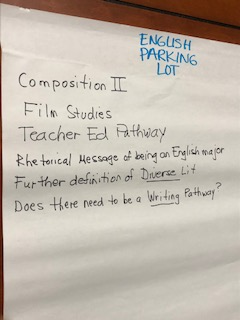 ENGLISH
PARKING
LOT
Composition II
Film Studies
Teacher Ed Pathway
Rhetorical Message of being an English major
Further definition of Diverse Lit
Does there need to be a Writing Pathway?